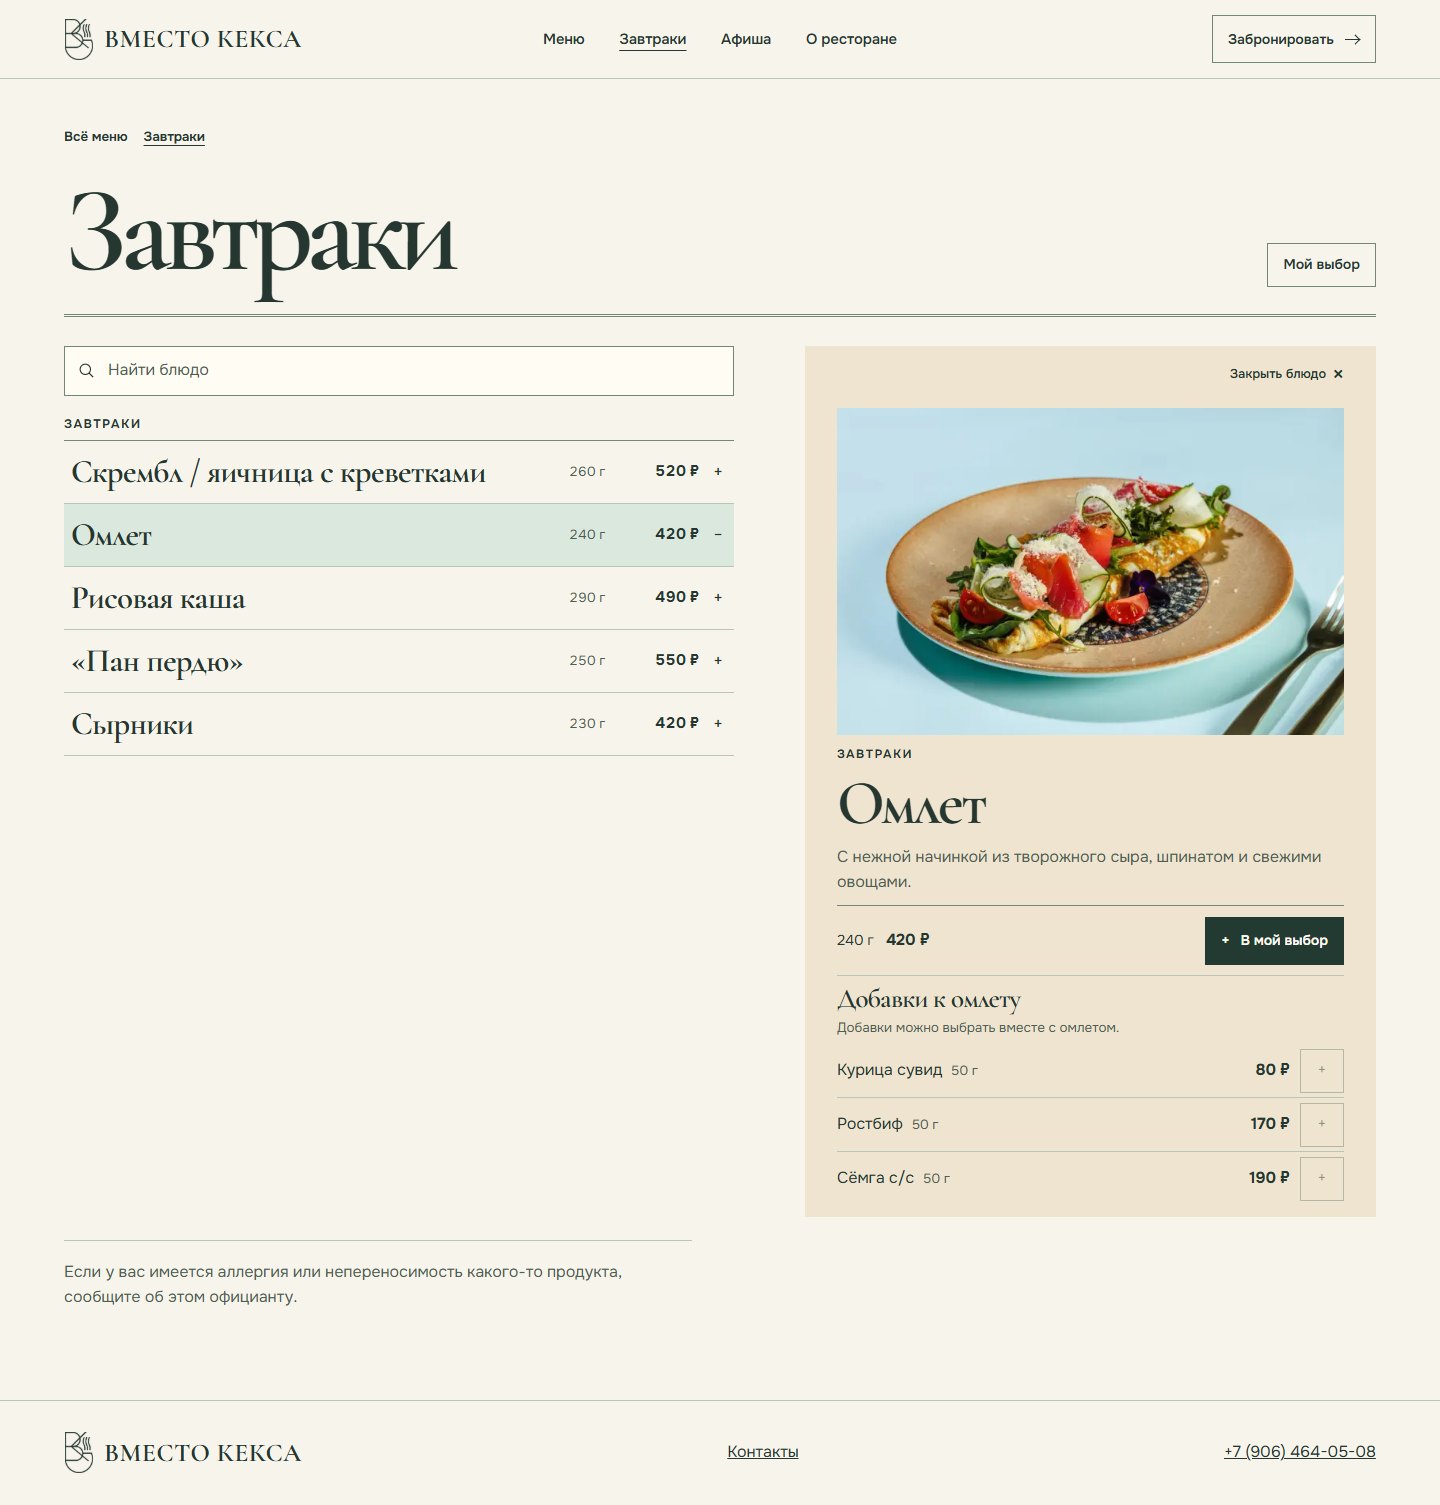 ВМЕСТО КЕКСА
Меню
Завтраки
Афиша
О ресторане
Забронировать →
Всё меню
Завтраки
Завтраки
Мой выбор
Найти блюдо
ЗАВТРАКИ
Скрембл / яичница с креветками 260 г 520 ₽ +
Омлет 240 г 420 ₽ −
Рисовая каша 290 г 490 ₽ +
«Пан пердю» 250 г 550 ₽ +
Сырники 230 г 420 ₽ +
Закрыть блюдо ×
ЗАВТРАКИ
Омлет
С нежной начинкой из творожного сыра, шпинатом и свежими
овощами.
240 г 420 ₽
+ В мой выбор
Добавки к омлету
Добавки можно выбрать вместе с омлетом.
Курица сувид 50 г 80 ₽ +
Ростбиф 50 г 170 ₽ +
Сёмга с/с 50 г 190 ₽ +
Если у вас имеется аллергия или непереносимость какого-то продукта,
сообщите об этом официанту.
ВМЕСТО КЕКСА
Контакты
+7 (906) 464-05-08